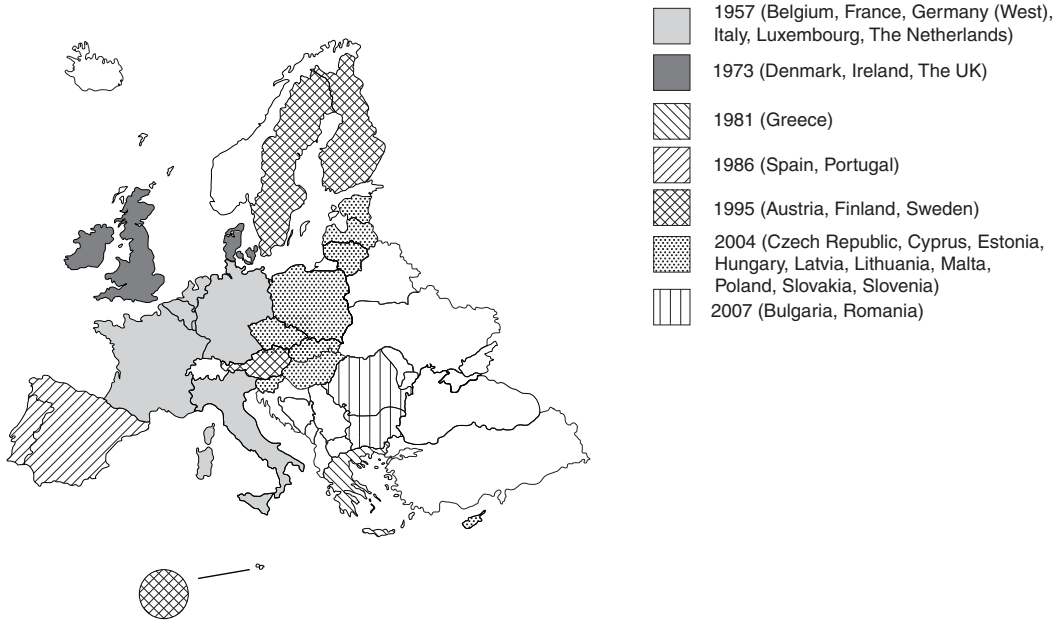 1957 (Belgium, France, Germany (West),
Italy, Luxembourg, The Netherlands)
1973 (Denmark, Ireland, The UK)
1981 (Greece)
1986 (Spain, Portugal)
1995 (Austria, Finland, Sweden)
2004 (Czech Republic, Cyprus, Estonia,
Hungary, Latvia, Lithuania, Malta,
Poland, Slovakia, Slovenia)
2007 (Bulgaria, Romania)